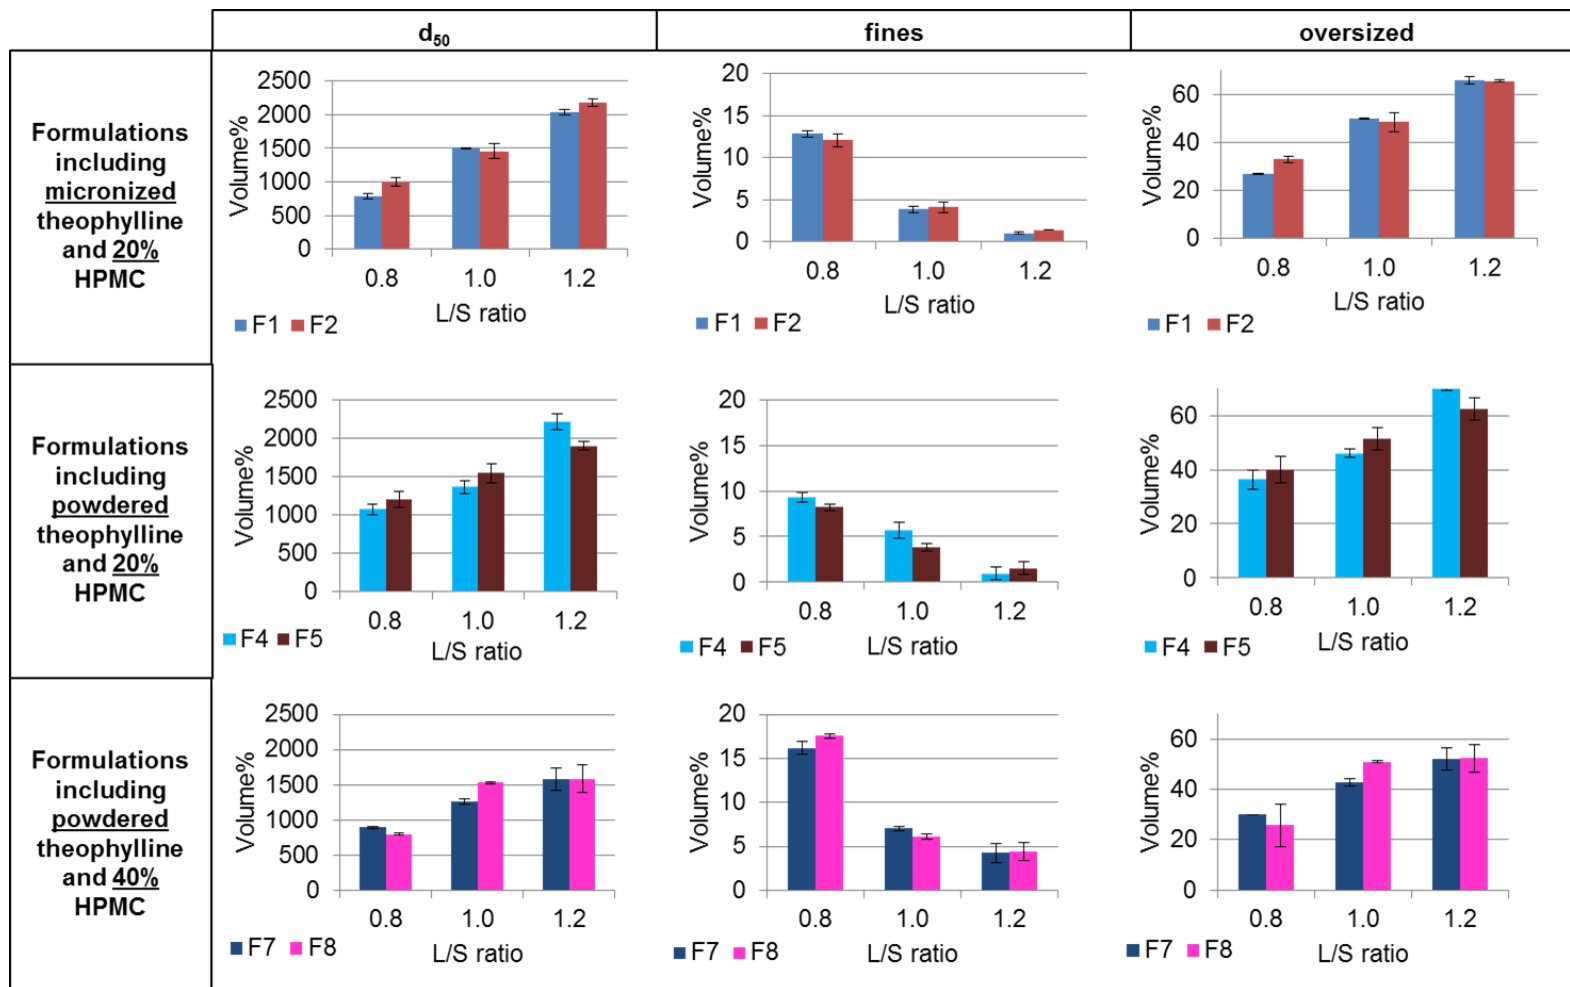 d50
fines
oversized
Formulations
including
micronized
theophylline
and 20%
HPMC
Volume%
2500
2000
1500
1000
500
0
0.8 1.0 1.2
L/S ratio
F1 F2
Volume%
20
15
10
5
0
0.8 1.0 1.2
L/S ratio
F1 F2
Volume%
60
40
20
0
0.8 1.0 1.2
L/S ratio
F1 F2
Formulations
including
powdered
theophylline
and 20%
HPMC
Volume%
2500
2000
1500
1000
500
0
0.8 1.0 1.2
L/S ratio
F4 F5
Volume%
20
15
10
5
0
0.8 1.0 1.2
L/S ratio
F4 F5
Volume%
60
40
20
0
0.8 1.0 1.2
L/S ratio
F4 F5
Formulations
including
powdered
theophylline
and 40%
HPMC
Volume%
2500
2000
1500
1000
500
0
0.8 1.0 1.2
L/S ratio
F7 F8
Volume%
20
15
10
5
0
0.8 1.0 1.2
L/S ratio
F7 F8
Volume%
60
40
20
0
0.8 1.0 1.2
L/S ratio
F7 F8